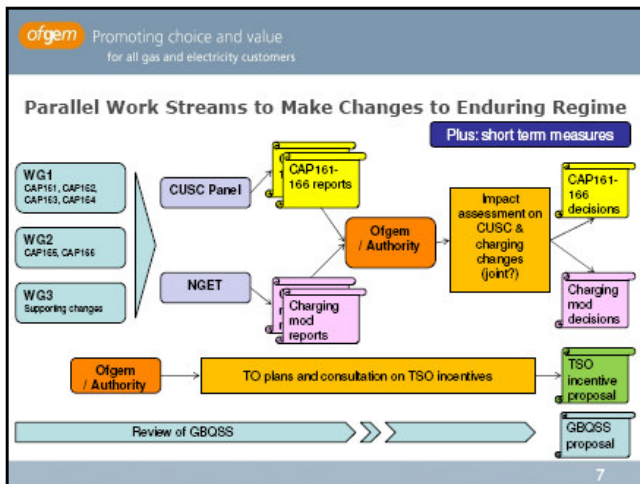 ofgem
Promoting choice and value
for all gas and electricity customers
Parallel Work Streams to Make Changes to Enduring Regime
Plus: short term measures
WG1
CAP161, CAP162,
CAP163, CAP164
WG2
CAP165, CAP166
WG3
Supporting changes
CUSC Panel
NGET
CAP161-
166 reports
Charging
mod
reports
Ofgem
/ Authority
Impact
assessment on
CUSC &
charging
changes
(joint?)
CAP161-
166
decisions
Charging
mod
decisions
Ofgem
/ Authority
TO plans and consultation on TSO incentives
TSO
incentive
proposal
Review of GBQSS
GBQSS
proposal
7